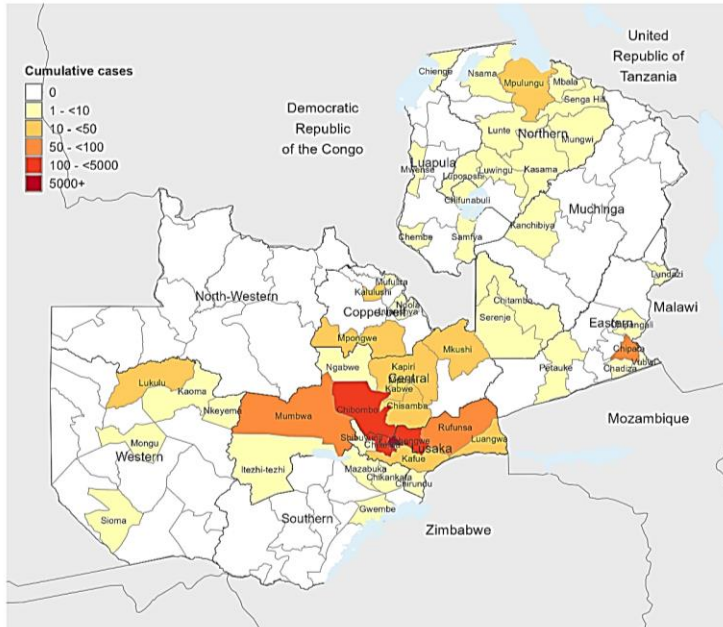 United
Republic of
Tanzania
Cumulative cases
0
1 - <10
10 - <50
50 - <100
100 - <5000
5000+
Democratic
Republic
of the Congo
Chienge
Nsama
Mpulungu
Mbala
Senga Hill
Lunte
Northern
Mungwi
Luapula
Mwense
Luwingu
Kasama
Chifunabuli
Muchinga
Kanchibiya
Chembe
Samfya
Lundazi
North-Western
Mufulira
Kalulushi
Ndola
Copperbelt
Chitambo
Serenje
Malawi
Eastern
Mpongwe
Mkushi
Chipata
Petauke
Chadiza
Ngabwe
Kapiri
Central
Kabwe
Lukulu
Kaoma
Nkeyema
Mumbwa
Chibombo
Chisamba
Rufunsa
Mozambique
Mongu
Western
Luangwa
Lusaka
Kafue
Itezhi-tezhi
Mazabuka
Chikankata
Chirundu
Sioma
Southern
Gwembe
Zimbabwe